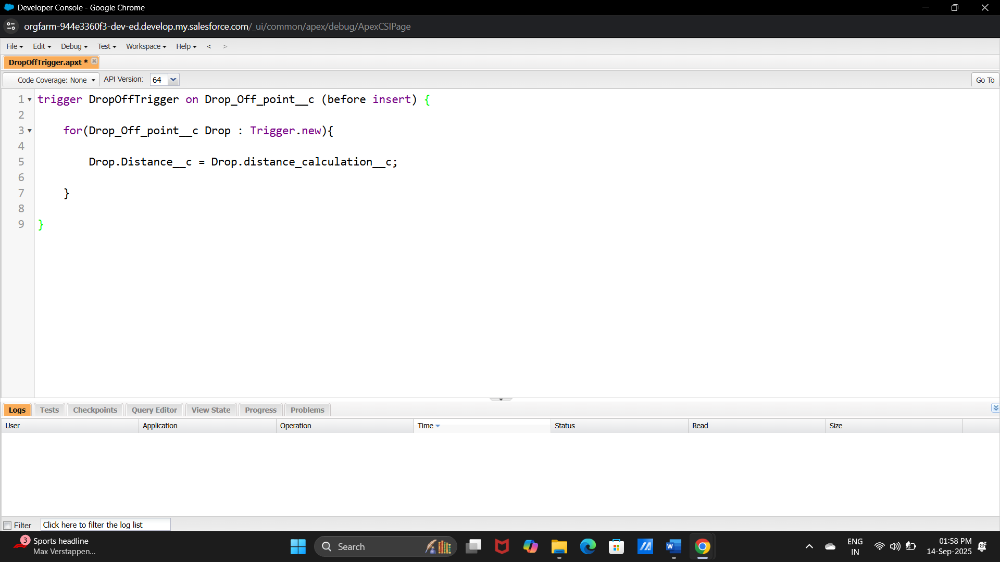 Developer Console - Google Chrome
orgfarm-944e3360f3-dev-ed.develop.my.salesforce.com/_ui/common/apex/debug/ApexCSIPage
File Edit Debug Test Workspace Help < >
DropOffTrigger.apxt *
Code Coverage: None API Version: 64 Go To
1 trigger DropOffTrigger on Drop_Off_point__c (before insert) {
2
3 for(Drop_Off_point__c Drop : Trigger.new){
4
5 Drop.Distance__c = Drop.distance_calculation__c;
6
7 }
8
9 }
Logs Tests Checkpoints Query Editor View State Progress Problems
User Application Operation Time Status Read Size
Filter Click here to filter the log list
3 Sports headline
Max Verstappen...
Search
ENG
IN
01:58 PM
14-Sep-2025